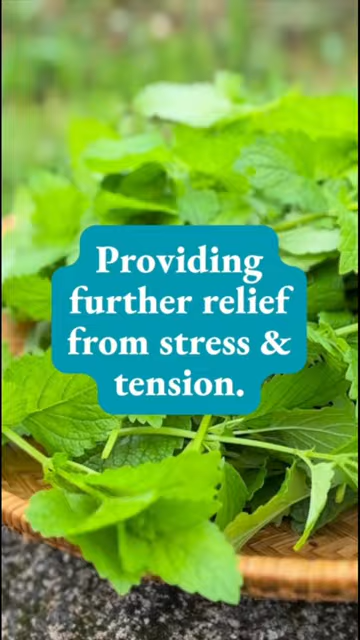 Providing
further relief
from stress &
tension.